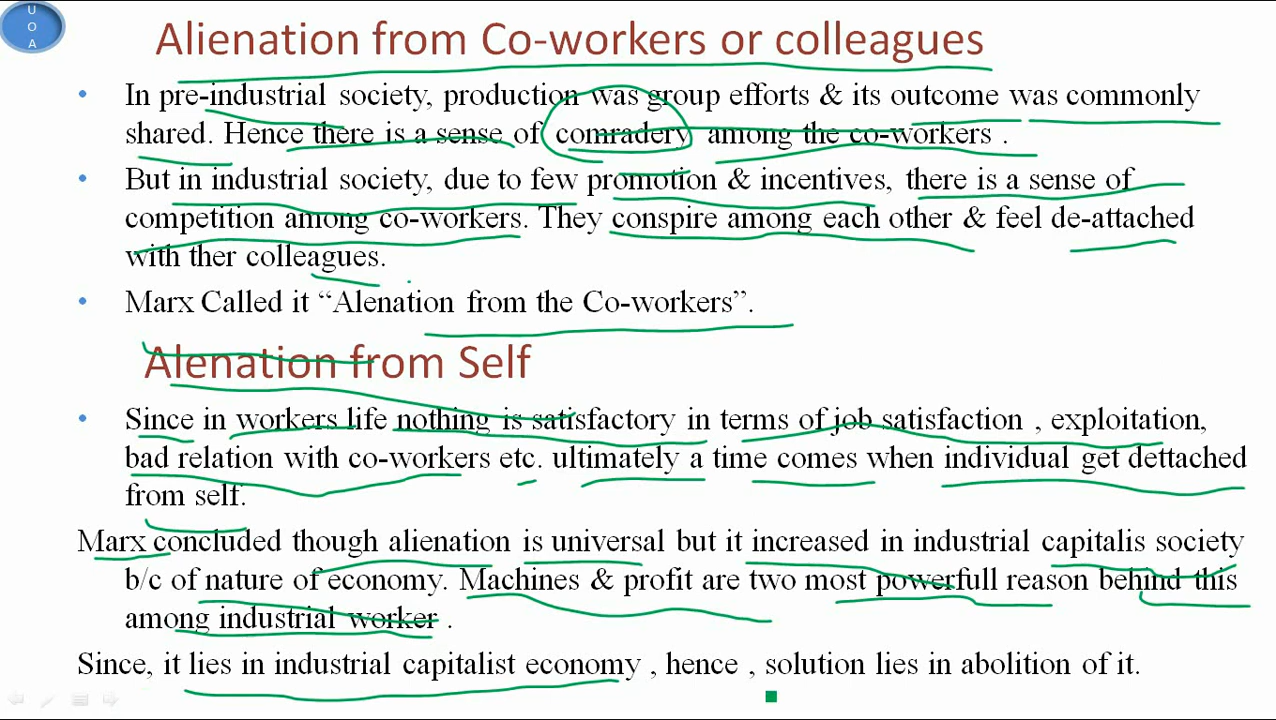 U
O
A
Alienation from Co-workers or colleagues
• In pre-industrial society, production was group efforts & its outcome was commonly
shared. Hence there is a sense of comradery among the co-workers .
• But in industrial society, due to few promotion & incentives, there is a sense of
competition among co-workers. They conspire among each other & feel de-attached
with ther colleagues.
• Marx Called it “Alenation from the Co-workers”.
Alenation from Self
• Since in workers life nothing is satisfactory in terms of job satisfaction , exploitation,
bad relation with co-workers etc. ultimately a time comes when individual get dettached
from self.
Marx concluded though alienation is universal but it increased in industrial capitalis society
b/c of nature of economy. Machines & profit are two most powerfull reason behind this
among industrial worker .
Since, it lies in industrial capitalist economy , hence , solution lies in abolition of it.